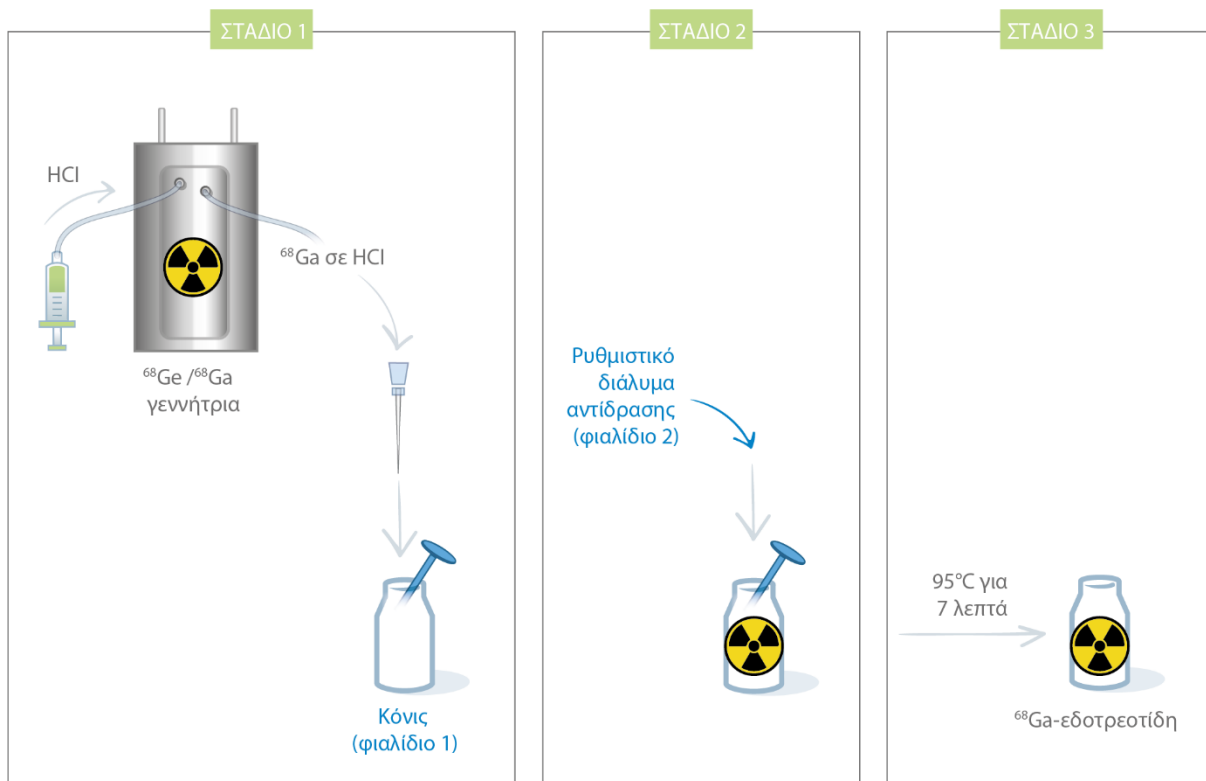 ΣΤΑΔΙΟ 1
HCl
⁶⁸Ga σε HCl
⁶⁸Ge /⁶⁸Ga
γεννήτρια
Κόνις
(φιαλίδιο 1)
ΣΤΑΔΙΟ 2
Ρυθμιστικό
διάλυμα
αντίδρασης
(φιαλίδιο 2)
ΣΤΑΔΙΟ 3
95°C για
7 λεπτά
⁶⁸Ga-εδοτρεοτίδη